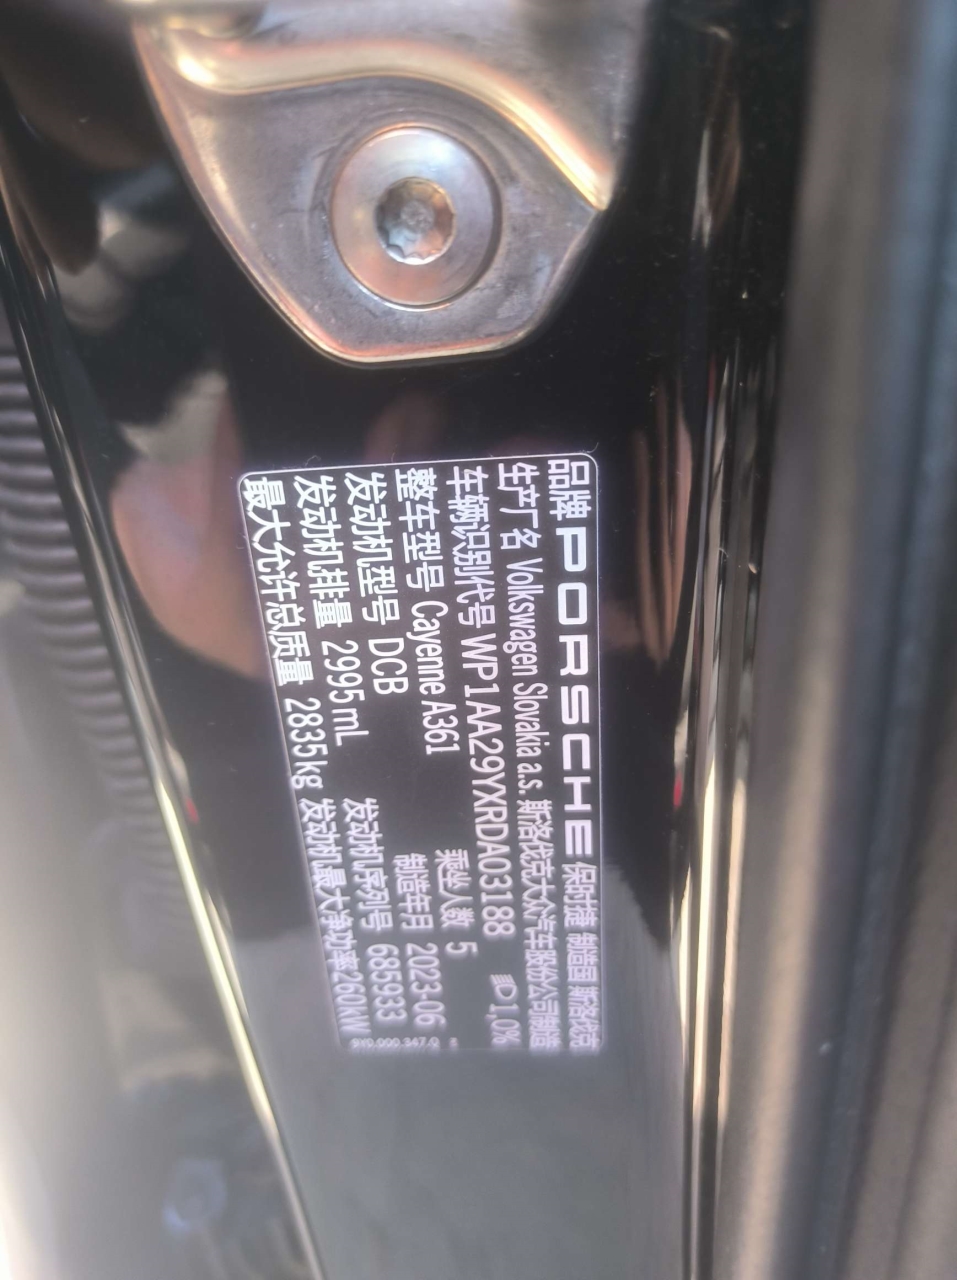 品牌 PORSCHE 保时捷 制造国 斯洛伐克
生产厂名 Volkswagen Slovakia a.s. 斯洛伐克大众汽车股份公司制造
车辆识别代号 WP1AA29YXRDA03188 1,0%
整车型号 Cayenne A361 乘坐人数 5
发动机型号 DCB 制造年月 2023-06
发动机排量 2995 mL 发动机序列号 685933
最大允许总质量 2835 kg 发动机最大净功率 260kW
9Y0.000.347.Q